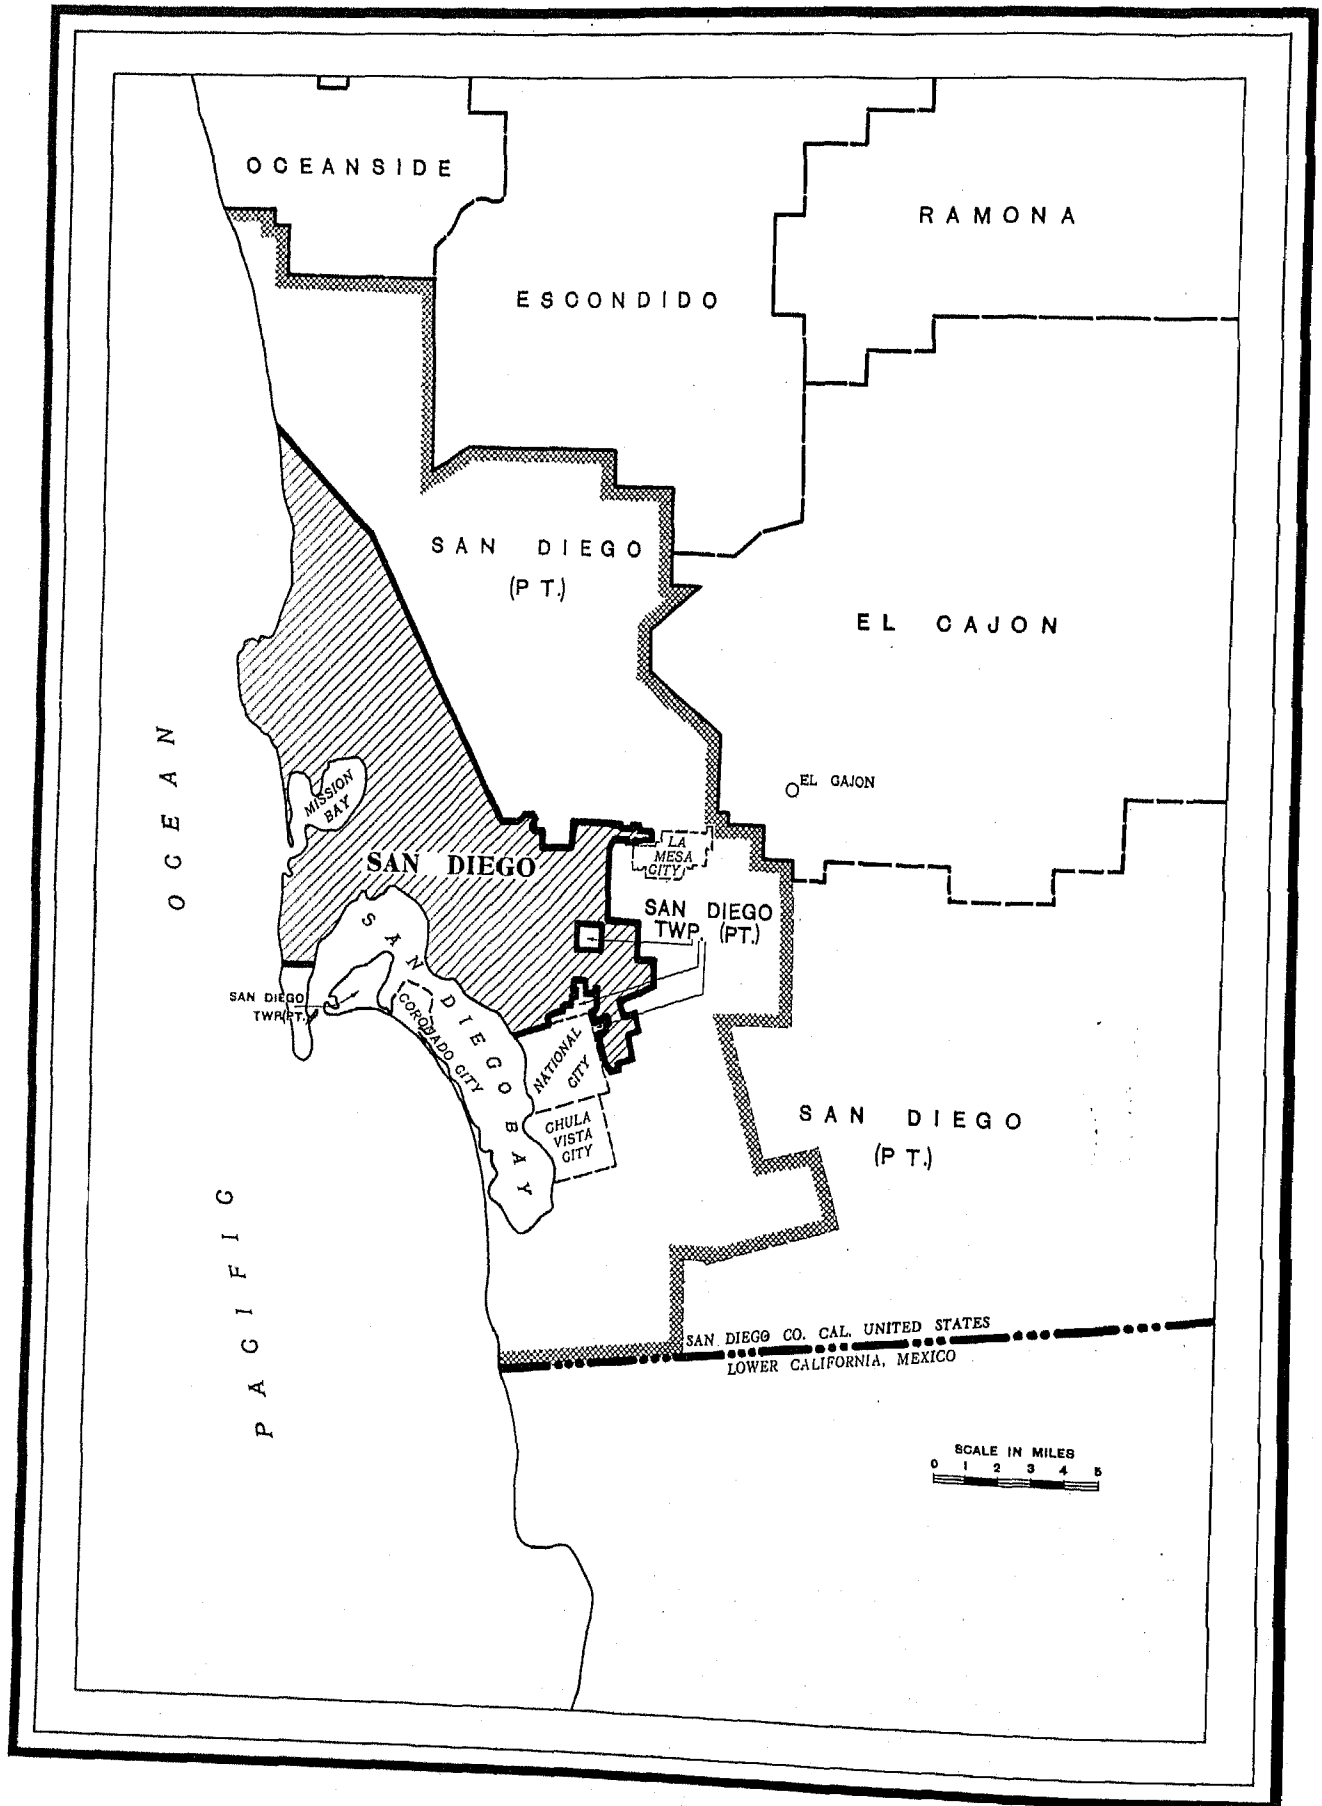 OCEANSIDE
RAMONA
ESCONDIDO
SAN DIEGO
(PT.)
EL CAJON
OCEAN
EL CAJON
MISSION
BAY
LA
MESA
CITY
SAN DIEGO
SAN DIEGO
TWP. (PT.)
SAN DIEGO BAY
SAN DIEGO
TWP.(PT.)
CORONADO CITY
NATIONAL
CITY
CHULA
VISTA
CITY
SAN DIEGO
(PT.)
PACIFIC
SAN DIEGO CO. CAL. UNITED STATES
LOWER CALIFORNIA, MEXICO
SCALE IN MILES
0 1 2 3 4 5